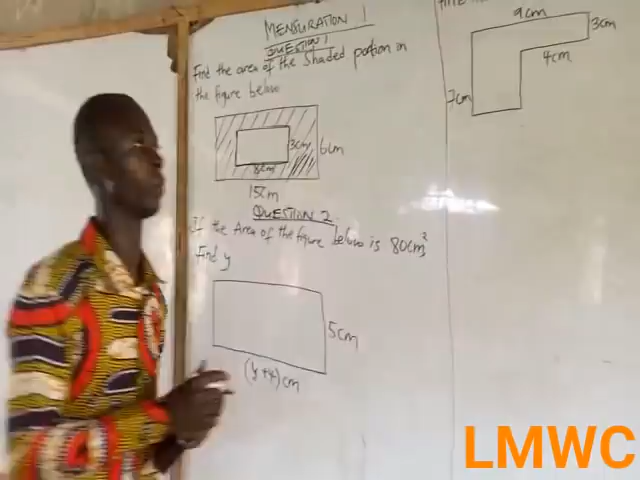 MENSURATION 1
QUESTION 1
Find the area of the shaded portion in
the figure below
3cm
6cm
8cm
15cm
QUESTION 2
If the Area of the figure below is 80cm²
Find y
5cm
(y+4)cm
9cm
3cm
4cm
7cm
LMWC